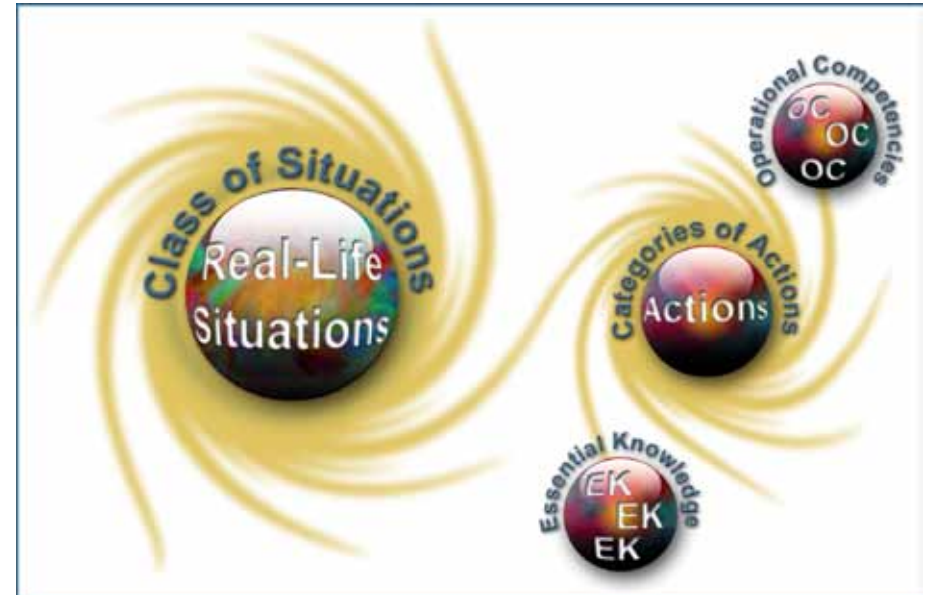 Class of Situations
Real-Life
Situations
Operational Competencies
OC
OC
OC
Categories of Actions
Actions
Essential Knowledge
EK
EK
EK